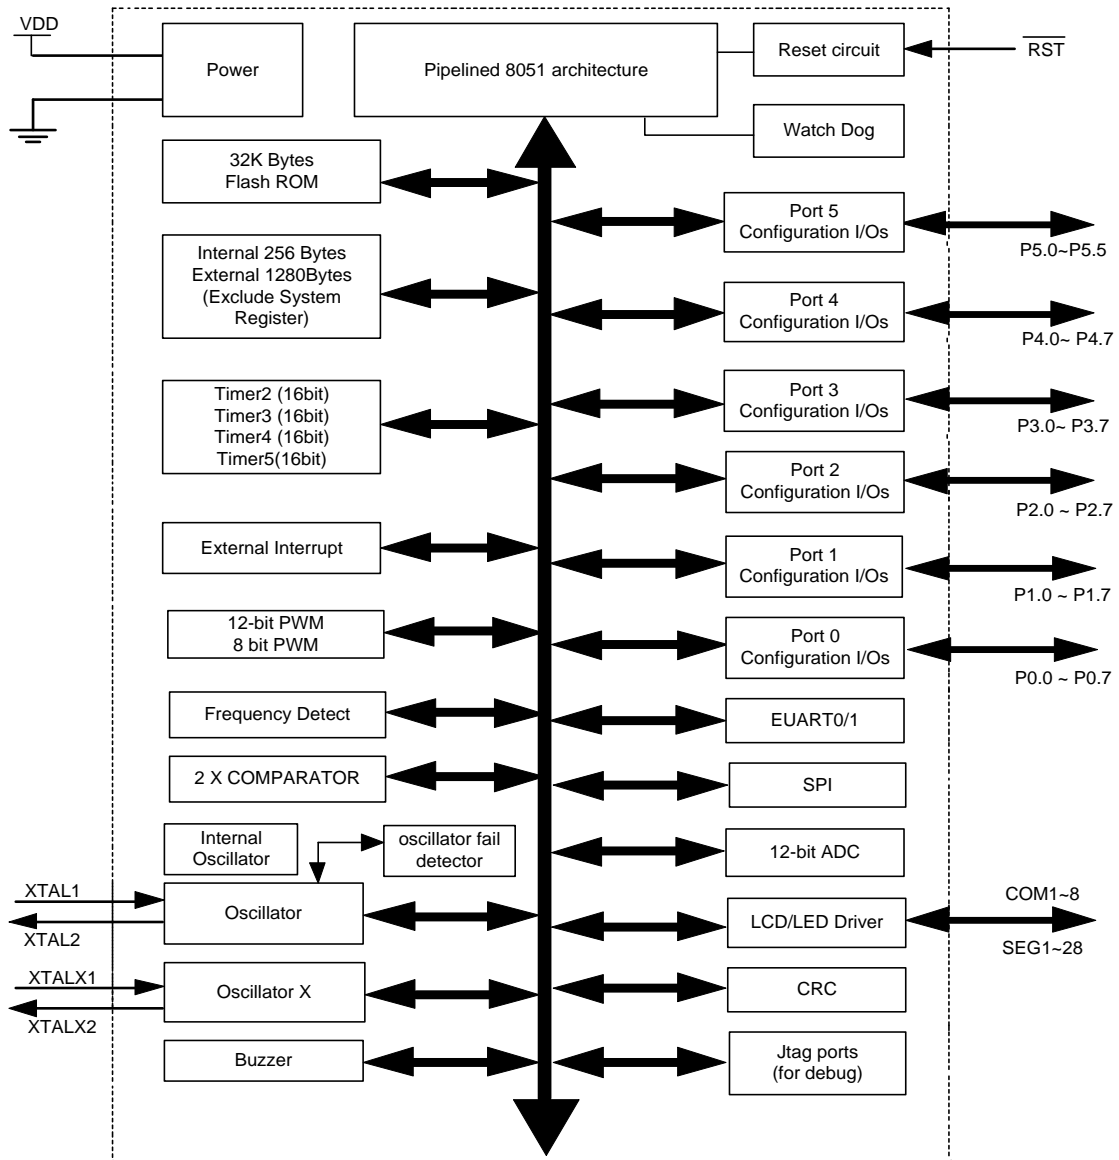 VDD
Power
Pipelined 8051 architecture
Reset circuit
RST
Watch Dog
32K Bytes
Flash ROM
Port 5
Configuration I/Os
P5.0~P5.5
Internal 256 Bytes
External 1280Bytes
(Exclude System
Register)
Port 4
Configuration I/Os
P4.0~ P4.7
Timer2 (16bit)
Timer3 (16bit)
Timer4 (16bit)
Timer5(16bit)
Port 3
Configuration I/Os
P3.0~ P3.7
Port 2
Configuration I/Os
P2.0 ~ P2.7
External Interrupt
Port 1
Configuration I/Os
P1.0 ~ P1.7
12-bit PWM
8 bit PWM
Port 0
Configuration I/Os
P0.0 ~ P0.7
Frequency Detect
EUART0/1
2 X COMPARATOR
SPI
Internal
Oscillator
oscillator fail
detector
12-bit ADC
XTAL1
XTAL2
Oscillator
LCD/LED Driver
COM1~8
SEG1~28
XTALX1
XTALX2
Oscillator X
CRC
Buzzer
Jtag ports
(for debug)